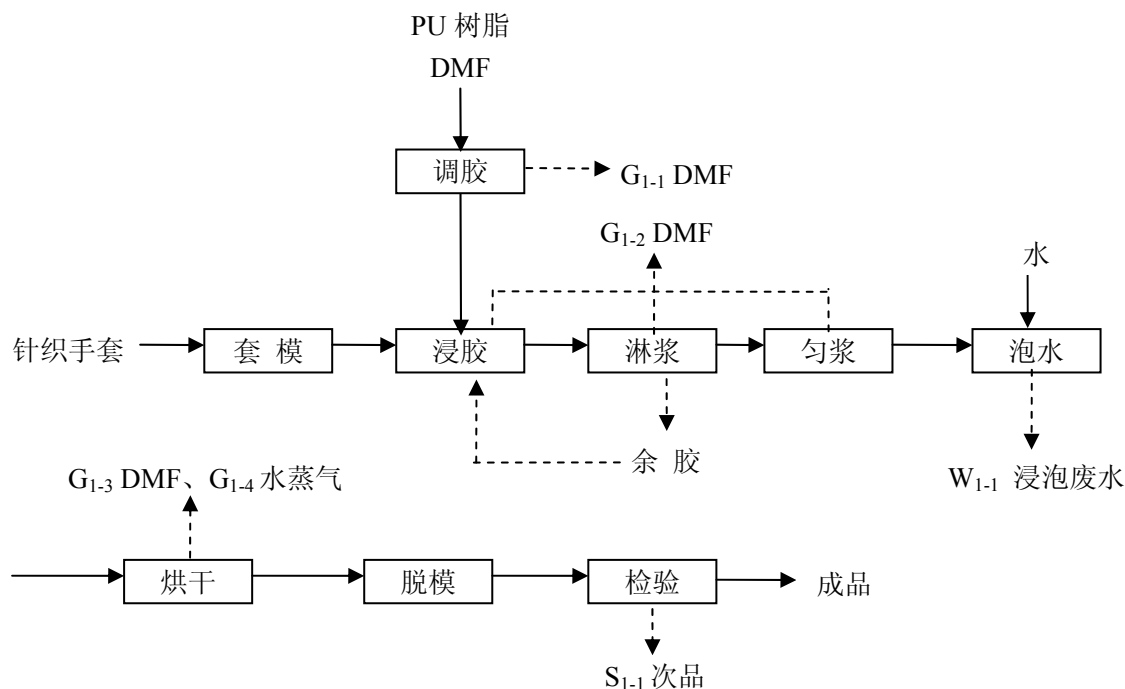 PU 树脂
DMF
调胶
G1-1 DMF
G1-2 DMF
水
针织手套
套 模
浸胶
淋浆
匀浆
泡水
余 胶
W1-1 浸泡废水
G1-3 DMF、G1-4 水蒸气
烘干
脱模
检验
成品
S1-1 次品